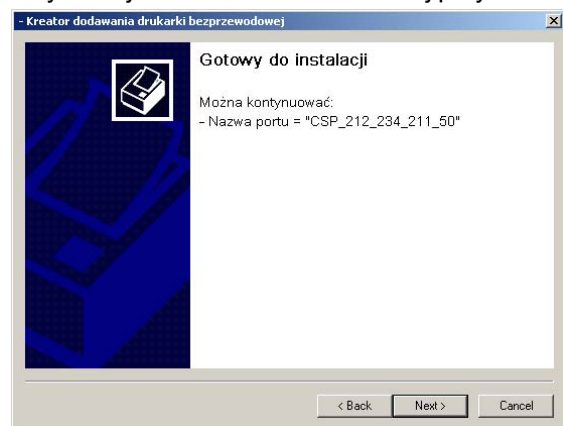 - Kreator dodawania drukarki bezprzewodowej
Gotowy do instalacji
Można kontynuować:
- Nazwa portu = "CSP_212_234_211_50"
< Back
Next >
Cancel